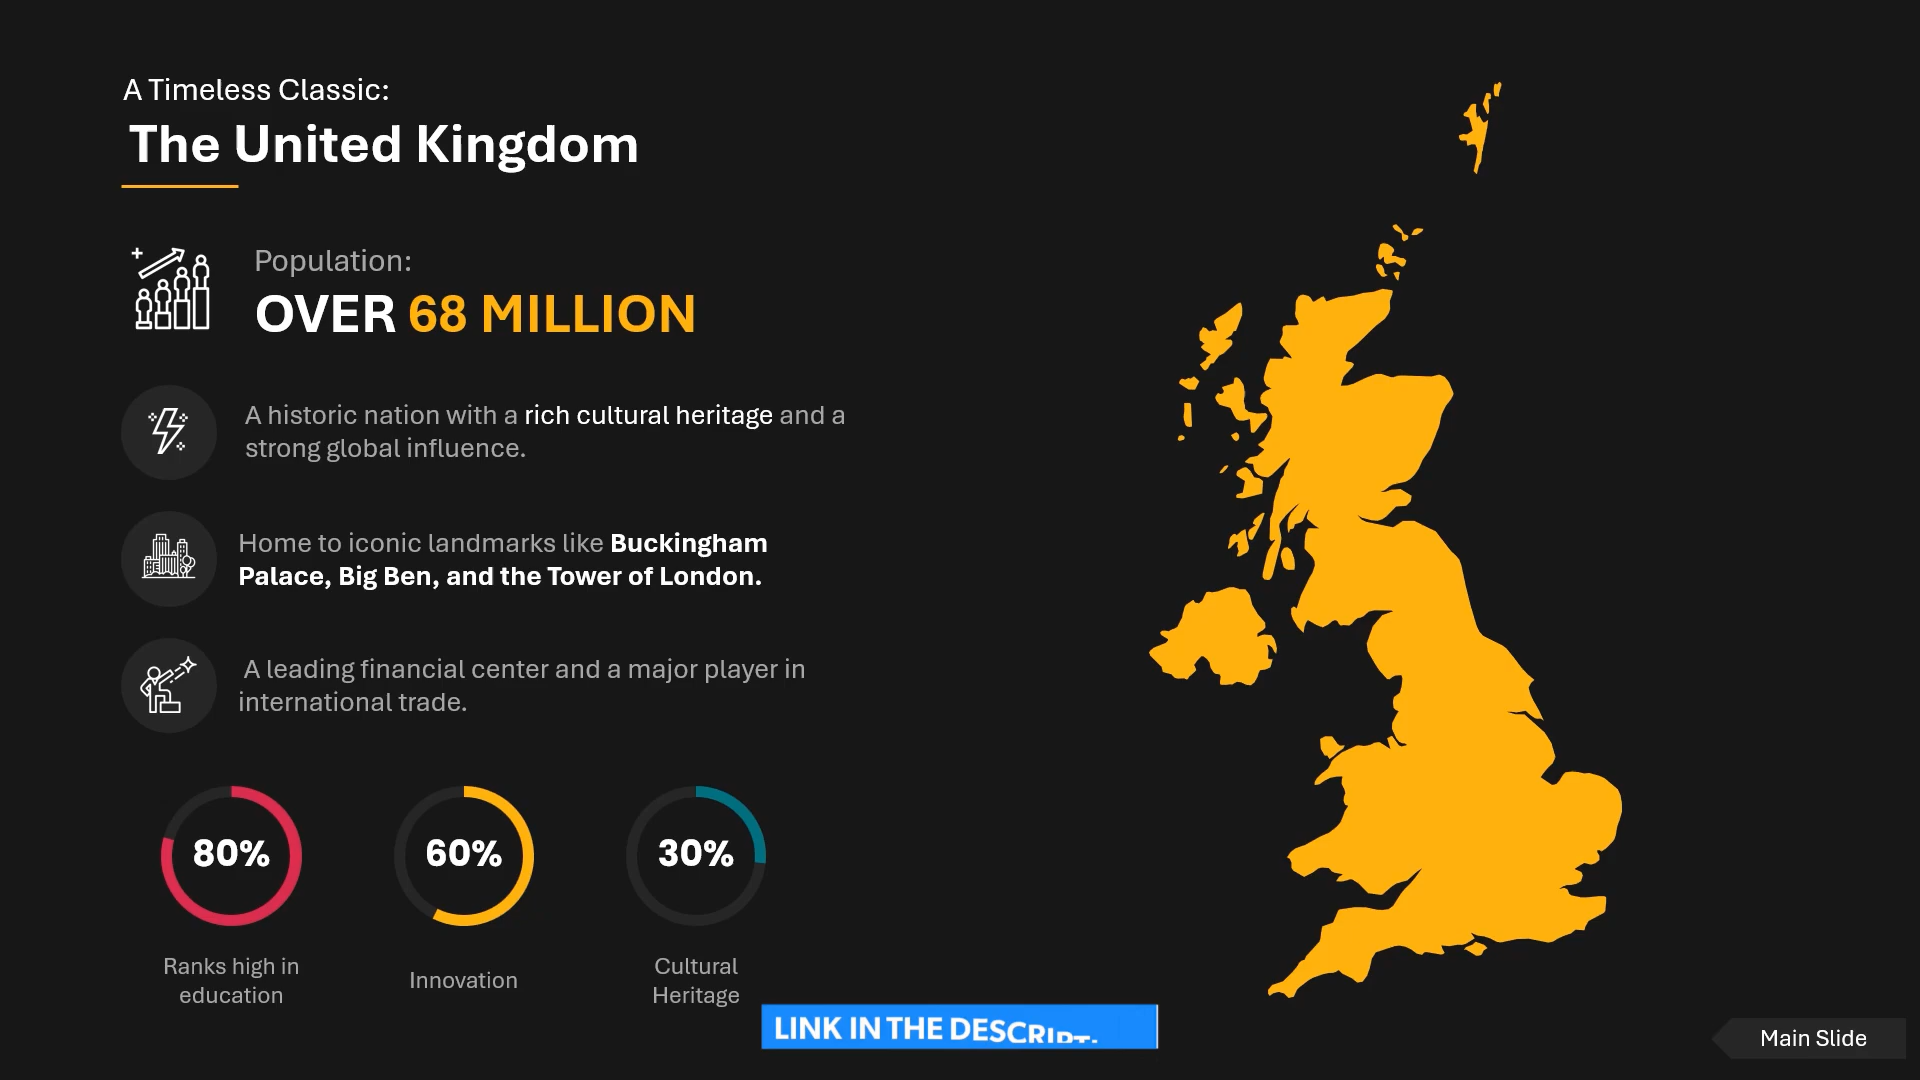 A Timeless Classic:
The United Kingdom
Population:
OVER 68 MILLION
A historic nation with a rich cultural heritage and a
strong global influence.
Home to iconic landmarks like Buckingham
Palace, Big Ben, and the Tower of London.
A leading financial center and a major player in
international trade.
80%
60%
30%
Ranks high in
education
Innovation
Cultural
Heritage
LINK IN THE DESCRIPT
Main Slide